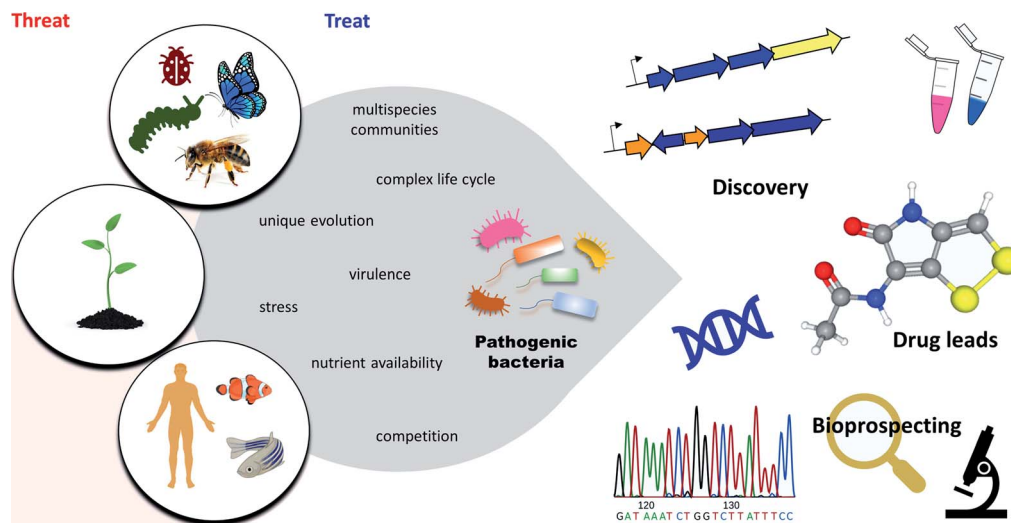 Threat
Treat
multispecies
communities
complex life cycle
unique evolution
virulence
stress
Pathogenic
bacteria
nutrient availability
competition
Discovery
Drug leads
Bioprospecting
120 130
GATAAATCTGGTCTTATTTCC